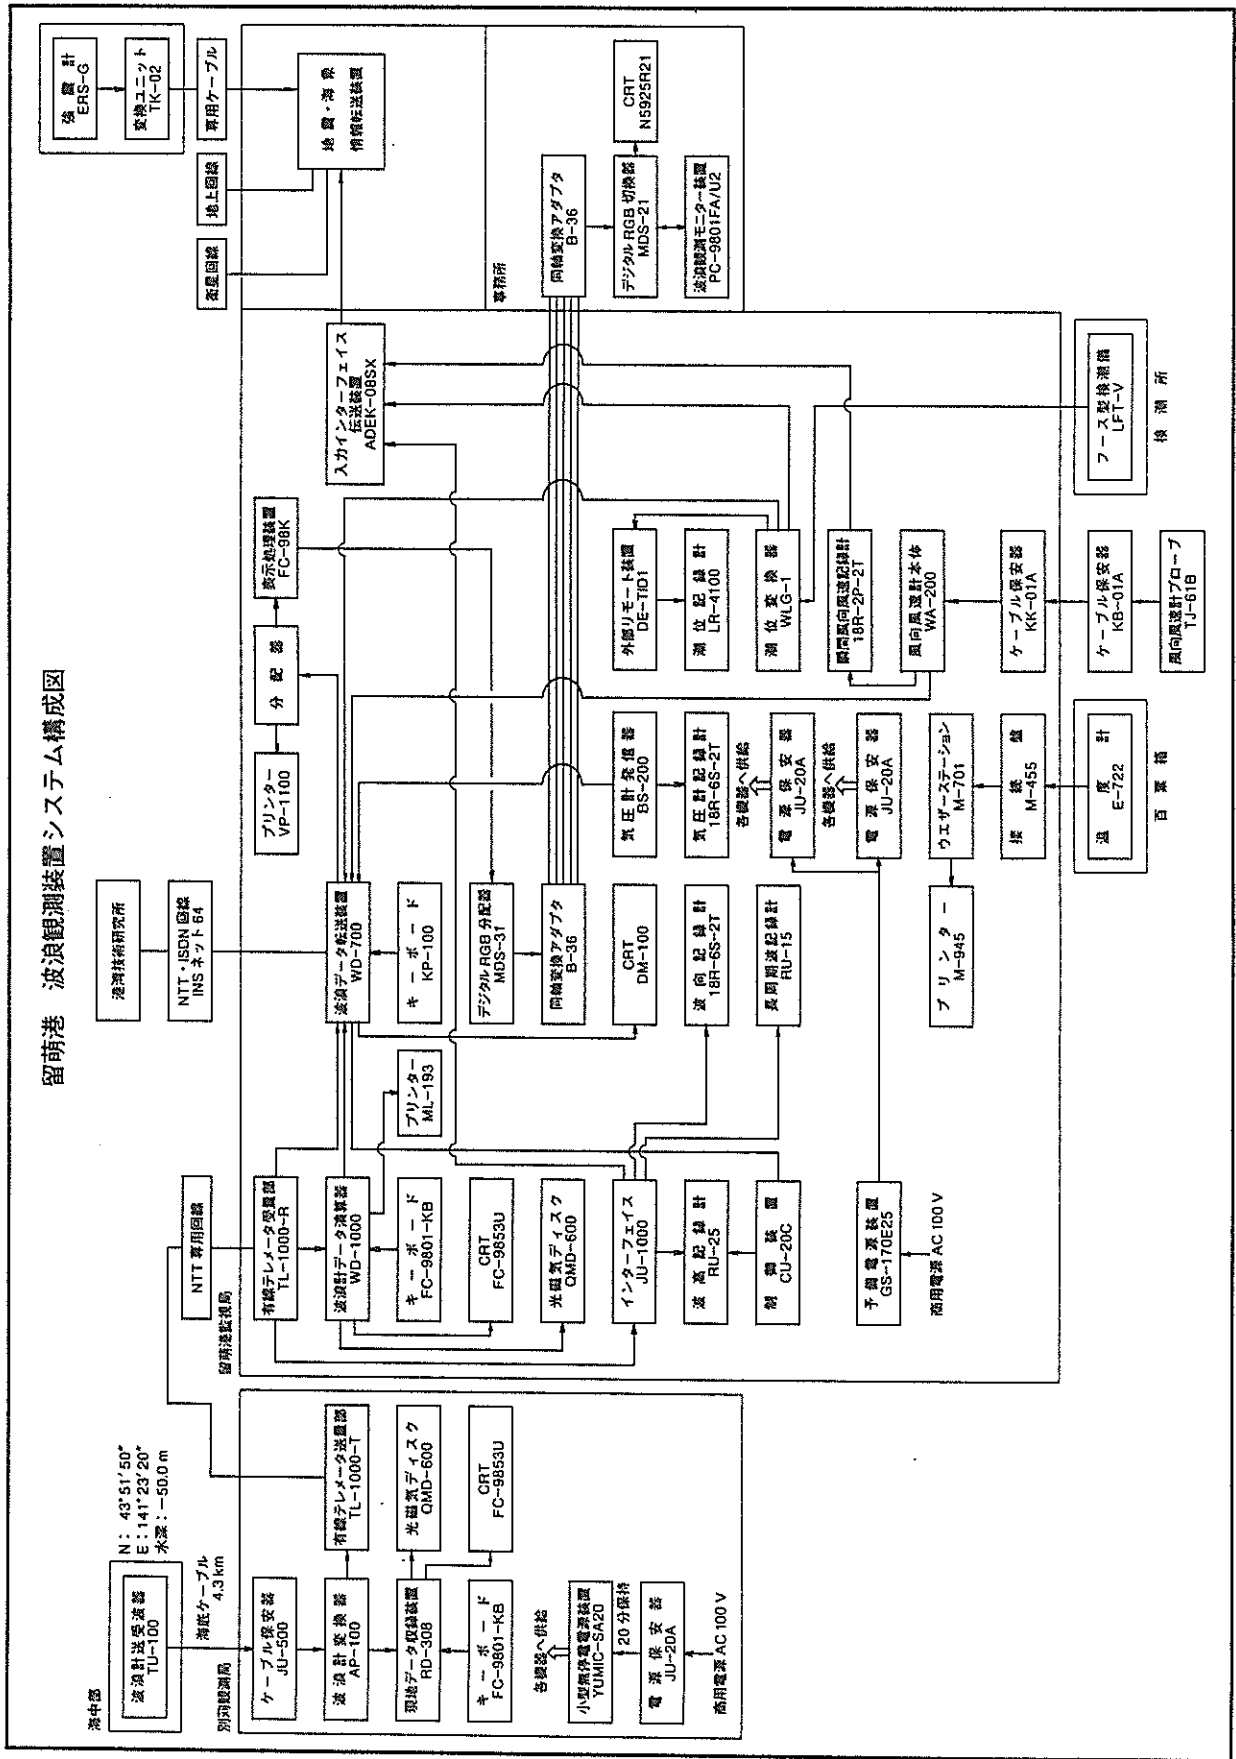 留萌港　波浪観測装置システム構成図
海中部
波浪計送受波器
TU-100
N： 43°51′50″
E：141°23′20″
水深：－50.0 m
海底ケーブル
4.3 km
別苅観測局
ケーブル保安器
JU-500
波浪計変換器
AP-100
有線テレメータ送量部
TL-1000-T
現地データ収録装置
RD-308
光磁気ディスク
QMD-600
キーボード
FC-9801-KB
CRT
FC-9853U
各機器へ供給
小型無停電電源装置
YUMIC-SA20
20分保持
電源保安器
JU-20A
商用電源 AC 100 V
NTT 専用回線
留萌港監視局
有線テレメータ受量部
TL-1000-R
波浪計データ演算器
WD-1000
キーボード
FC-9801-KB
プリンター
ML-193
CRT
FC-9853U
光磁気ディスク
QMD-600
インターフェイス
JU-1000
波高記録計
RU-25
制御装置
CU-20C
予備電源装置
GS-170E25
商用電源 AC 100 V
港湾技術研究所
NTT・ISDN 回線
INS ネット 64
波浪データ転送装置
WD-700
キーボード
KP-100
デジタル RGB 分配器
MDS-31
同軸変換アダプタ
B-36
CRT
DM-100
波向記録計
18R-6S-2T
長周期波記録計
RU-15
プリンター
M-945
プリンター
VP-1100
分配器
表示処理装置
FC-98K
気圧計発信器
BS-200
気圧計記録計
18R-6S-2T
各機器へ供給
電源保安器
JU-20A
各機器へ供給
電源保安器
JU-20A
ウエザーステーション
M-701
接続盤
M-455
温度計
E-722
百葉箱
外部リモート装置
DE-TID1
潮位記録計
LR-4100
潮位変換器
WLG-1
瞬間風向風速記録計
18R-2P-2T
風向風速計本体
WA-200
ケーブル保安器
KK-01A
ケーブル保安器
KB-01A
風向風速計プローブ
TJ-61B
入力インターフェイス
伝送装置
ADEK-08SX
フース型検潮儀
LFT-V
検潮所
衛星回線
地上回線
専用ケーブル
強震計
ERS-G
変換ユニット
TK-02
地震・海象
情報転送装置
事務所
同軸変換アダプタ
B-36
デジタル RGB 切換器
MDS-21
CRT
N5925R21
波浪観測モニター装置
PC-9801FA/U2